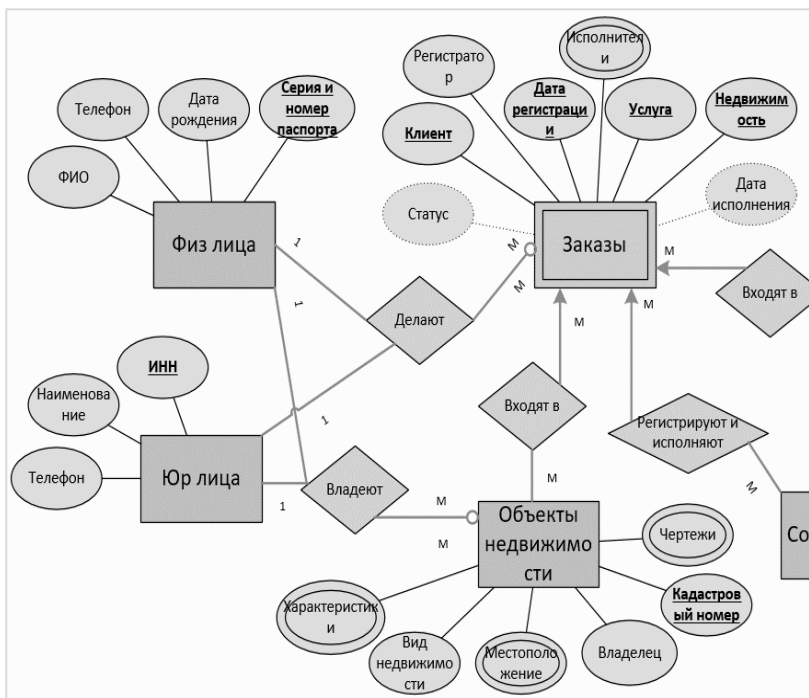 Исполнител
и
Регистрато
р
Серия и
номер
паспорта
Дата
рождения
Телефон
Дата
регистраци
и
Услуга
Недвижим
ость
Клиент
ФИО
Статус
Дата
исполнения
Физ лица
Заказы
1
М
М
М
Входят в
1
Делают
М
М
ИНН
Наименова
ние
1
Входят в
Регистрируют и
исполняют
Телефон
Юр лица
1
Владеют
М
М
М
М
Объекты
недвижимо
сти
Со
Чертежи
Характеристик
и
Кадастров
ый номер
Вид
недвижимо
сти
Местополо
жение
Владелец